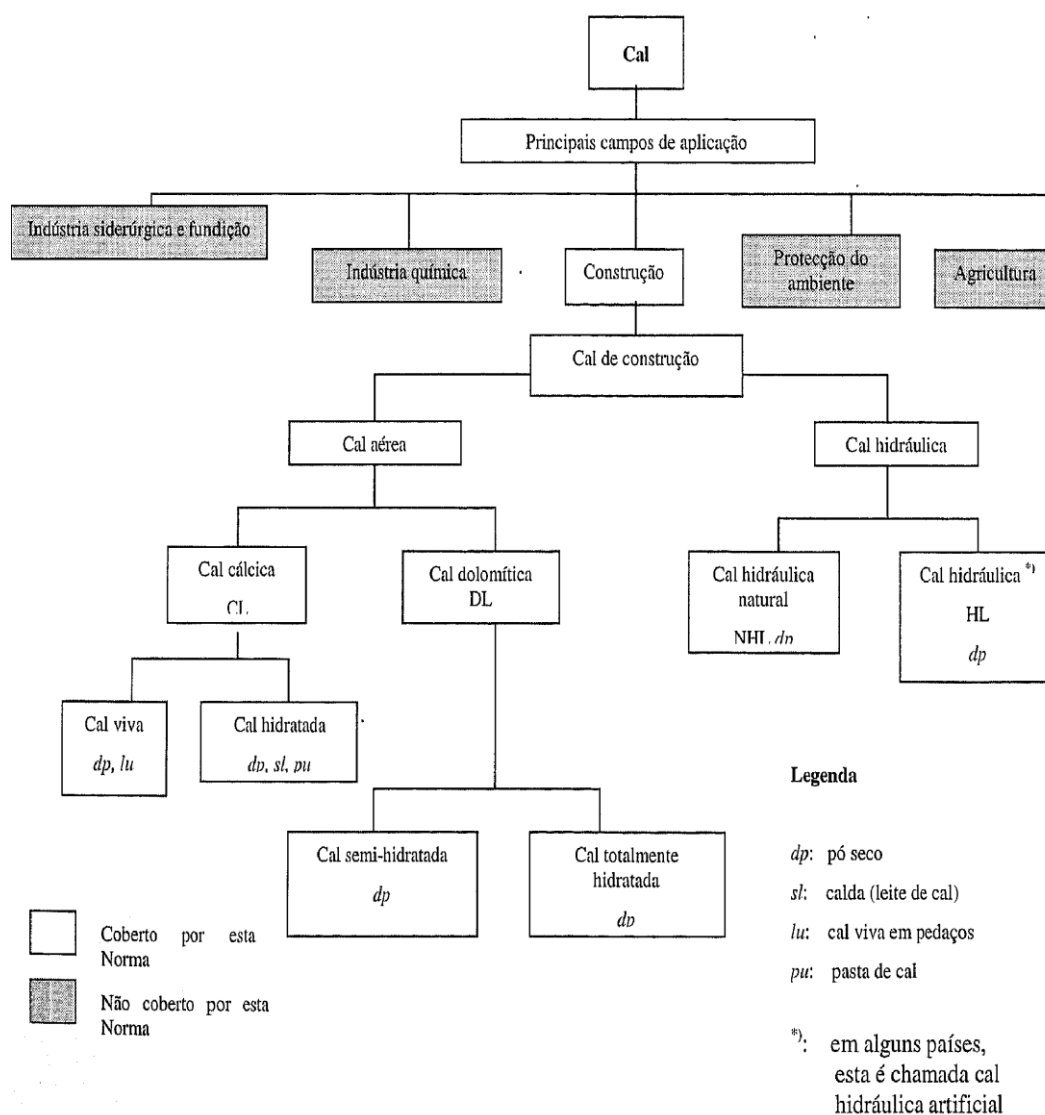 Cal
Principais campos de aplicação
Indústria siderúrgica e fundição
Indústria química
Construção
Protecção do
ambiente
Agricultura
Cal de construção
Cal aérea
Cal hidráulica
Cal cálcica
CL
Cal dolomítica
DL
Cal hidráulica
natural
NHL dp
Cal hidráulica *)
HL
dp
Cal viva
dp, lu
Cal hidratada
dp, sl, pu
Cal semi-hidratada
dp
Cal totalmente
hidratada
dp
Legenda
dp: pó seco
sl: calda (leite de cal)
lu: cal viva em pedaços
pu: pasta de cal
*): em alguns países,
esta é chamada cal
hidráulica artificial
Coberto por esta
Norma
Não coberto por esta
Norma